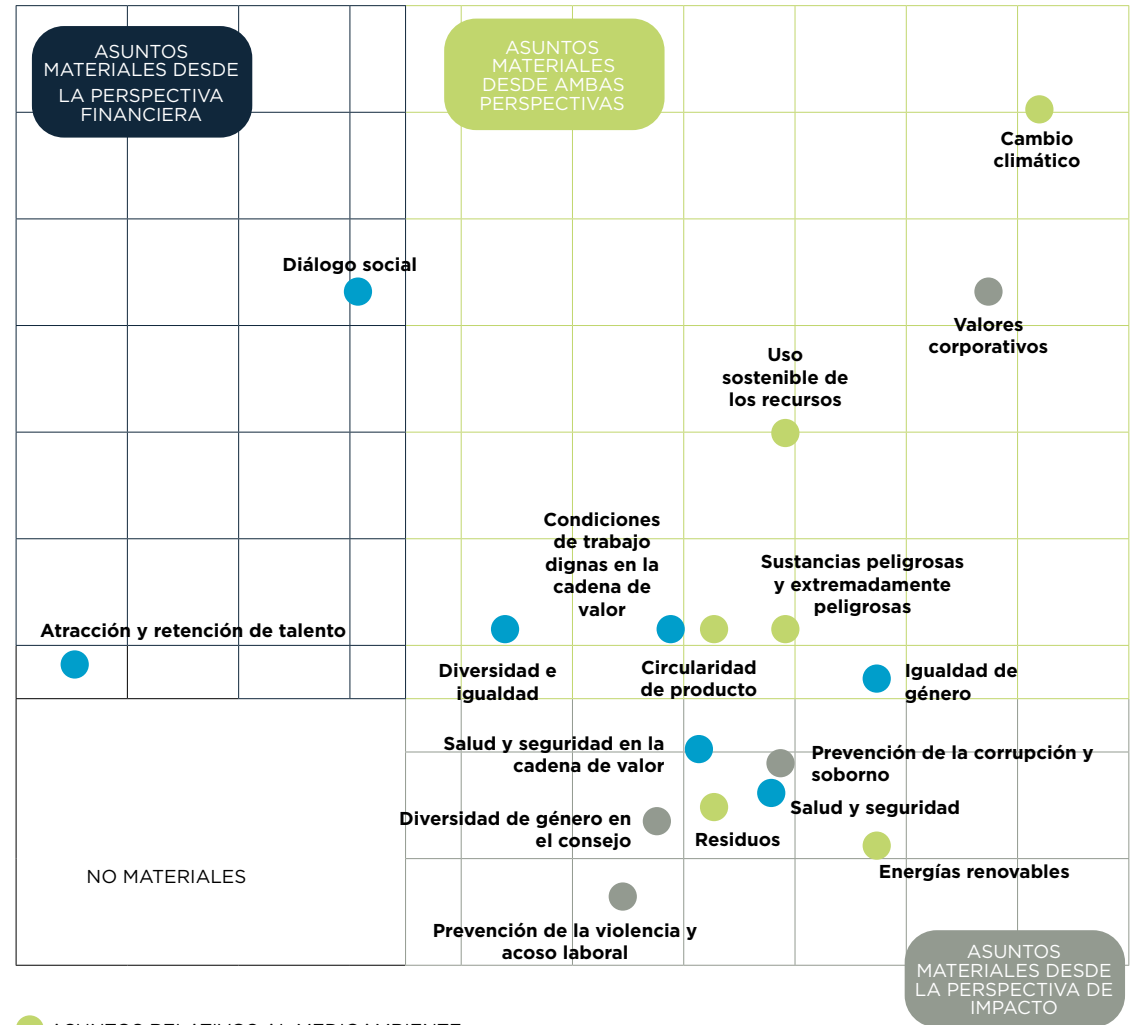 ASUNTOS
MATERIALES DESDE
LA PERSPECTIVA
FINANCIERA
ASUNTOS
MATERIALES
DESDE AMBAS
PERSPECTIVAS
Cambio
climático
Diálogo social
Valores
corporativos
Uso
sostenible de
los recursos
Condiciones
de trabajo
dignas en la
cadena de
valor
Sustancias peligrosas
y extremadamente
peligrosas
Atracción y retención de talento
Diversidad e
igualdad
Circularidad
de producto
Igualdad de
género
Salud y seguridad en la
cadena de valor
Prevención de la corrupción y
soborno
Salud y seguridad
Diversidad de género en
el consejo
Residuos
Energías renovables
NO MATERIALES
Prevención de la violencia y
acoso laboral
ASUNTOS
MATERIALES DESDE
LA PERSPECTIVA DE
IMPACTO
ASUNTOS RELATIVOS AL MEDIOAMBIENTE